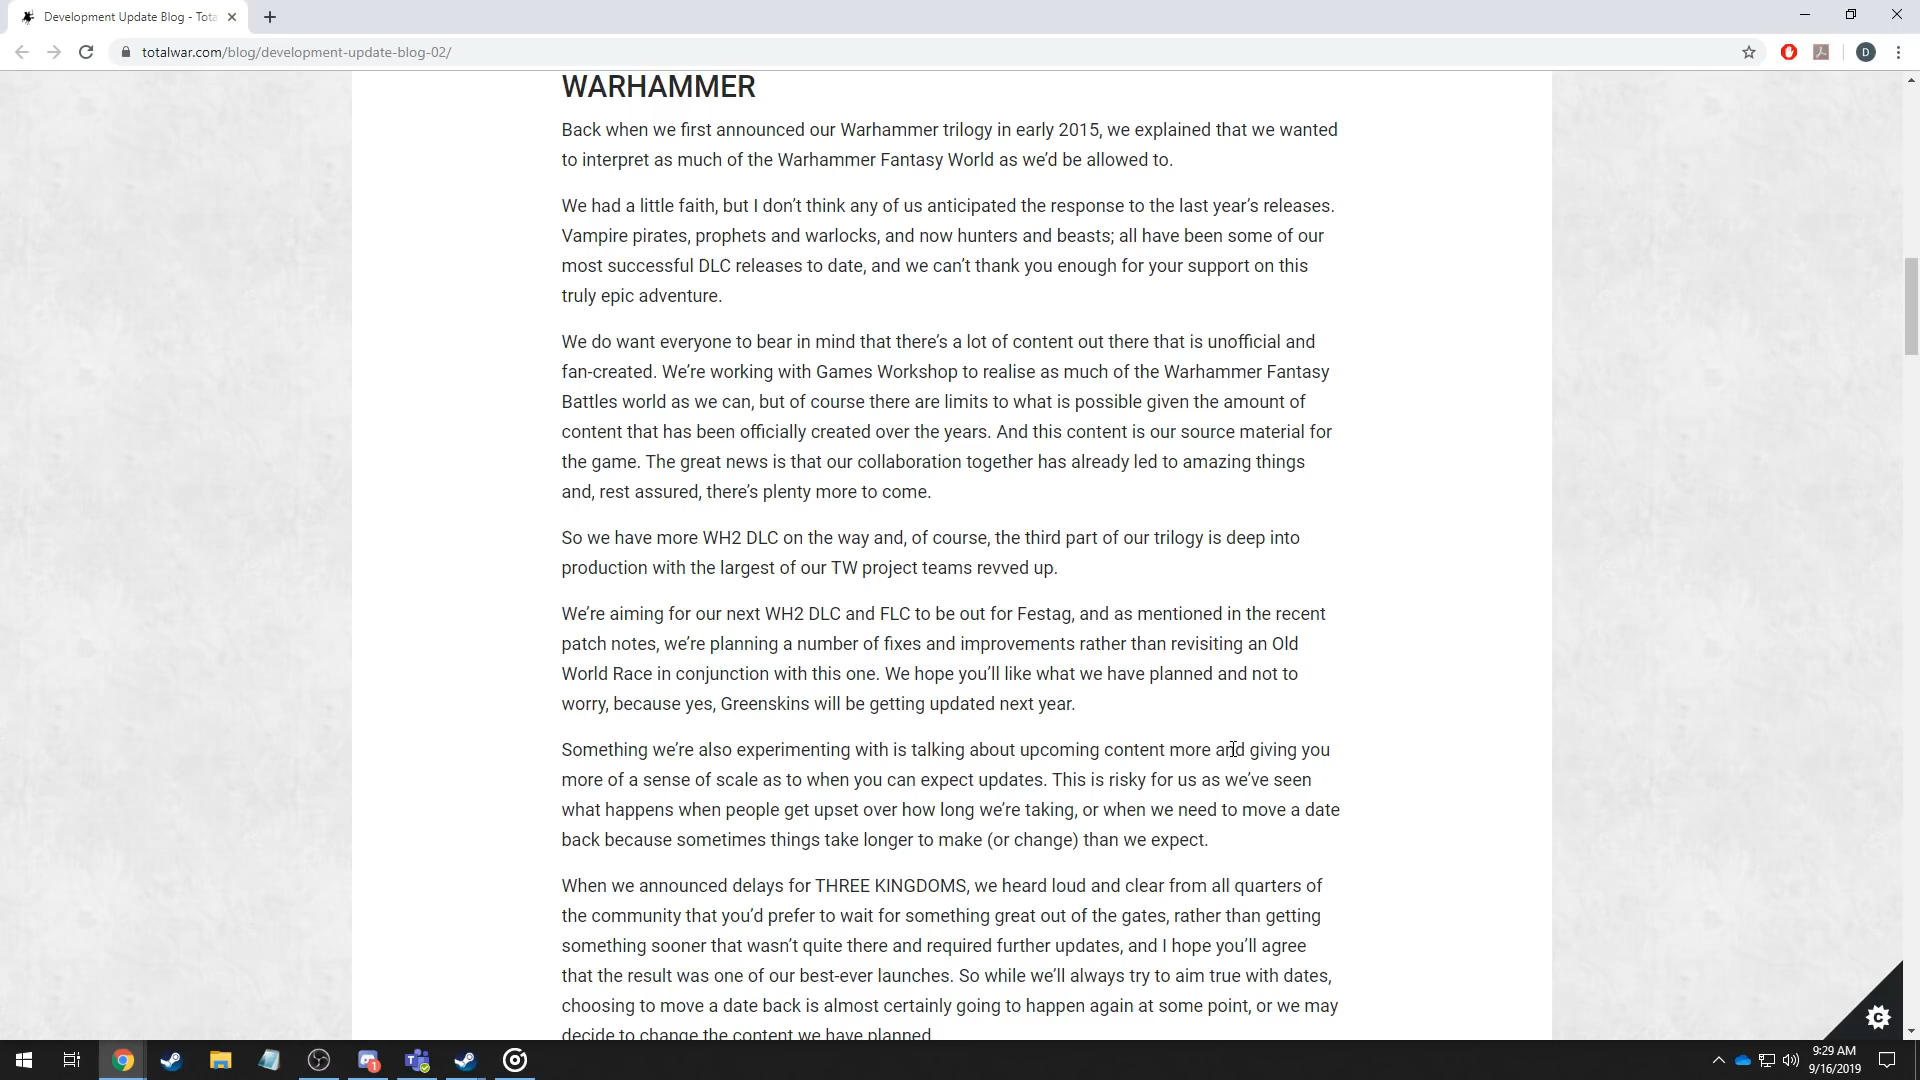 Development Update Blog - Tota
totalwar.com/blog/development-update-blog-02/
D
WARHAMMER
Back when we first announced our Warhammer trilogy in early 2015, we explained that we wanted
to interpret as much of the Warhammer Fantasy World as we’d be allowed to.
We had a little faith, but I don’t think any of us anticipated the response to the last year’s releases.
Vampire pirates, prophets and warlocks, and now hunters and beasts; all have been some of our
most successful DLC releases to date, and we can’t thank you enough for your support on this
truly epic adventure.
We do want everyone to bear in mind that there’s a lot of content out there that is unofficial and
fan-created. We’re working with Games Workshop to realise as much of the Warhammer Fantasy
Battles world as we can, but of course there are limits to what is possible given the amount of
content that has been officially created over the years. And this content is our source material for
the game. The great news is that our collaboration together has already led to amazing things
and, rest assured, there’s plenty more to come.
So we have more WH2 DLC on the way and, of course, the third part of our trilogy is deep into
production with the largest of our TW project teams revved up.
We’re aiming for our next WH2 DLC and FLC to be out for Festag, and as mentioned in the recent
patch notes, we’re planning a number of fixes and improvements rather than revisiting an Old
World Race in conjunction with this one. We hope you’ll like what we have planned and not to
worry, because yes, Greenskins will be getting updated next year.
Something we’re also experimenting with is talking about upcoming content more and giving you
more of a sense of scale as to when you can expect updates. This is risky for us as we’ve seen
what happens when people get upset over how long we’re taking, or when we need to move a date
back because sometimes things take longer to make (or change) than we expect.
When we announced delays for THREE KINGDOMS, we heard loud and clear from all quarters of
the community that you’d prefer to wait for something great out of the gates, rather than getting
something sooner that wasn’t quite there and required further updates, and I hope you’ll agree
that the result was one of our best-ever launches. So while we’ll always try to aim true with dates,
choosing to move a date back is almost certainly going to happen again at some point, or we may
decide to change the content we have planned.
9:29 AM
9/16/2019